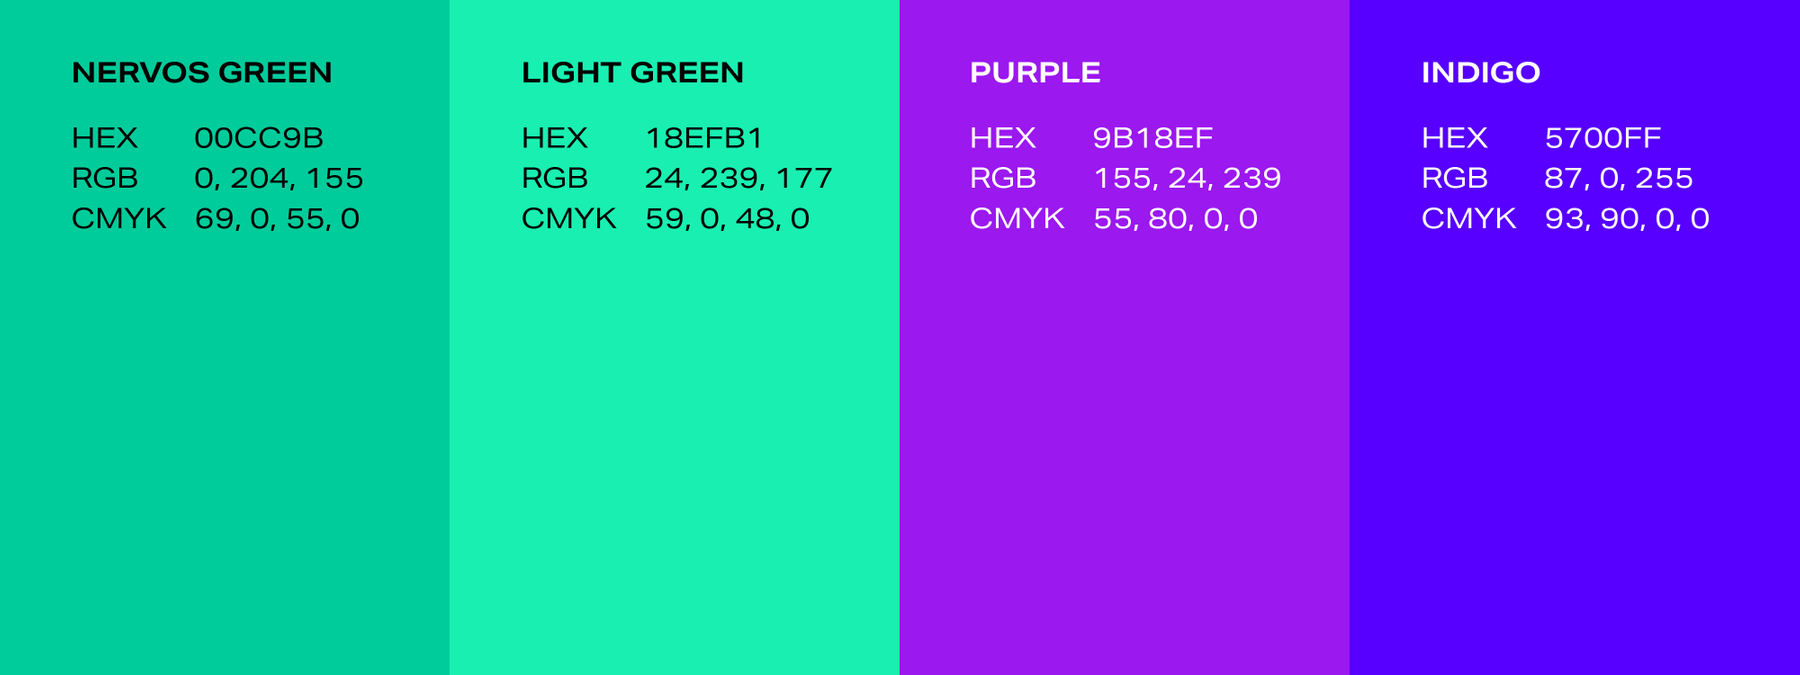 NERVOS GREEN
HEX 00CC9B
RGB 0, 204, 155
CMYK 69, 0, 55, 0
LIGHT GREEN
HEX 18EFB1
RGB 24, 239, 177
CMYK 59, 0, 48, 0
PURPLE
HEX 9B18EF
RGB 155, 24, 239
CMYK 55, 80, 0, 0
INDIGO
HEX 5700FF
RGB 87, 0, 255
CMYK 93, 90, 0, 0